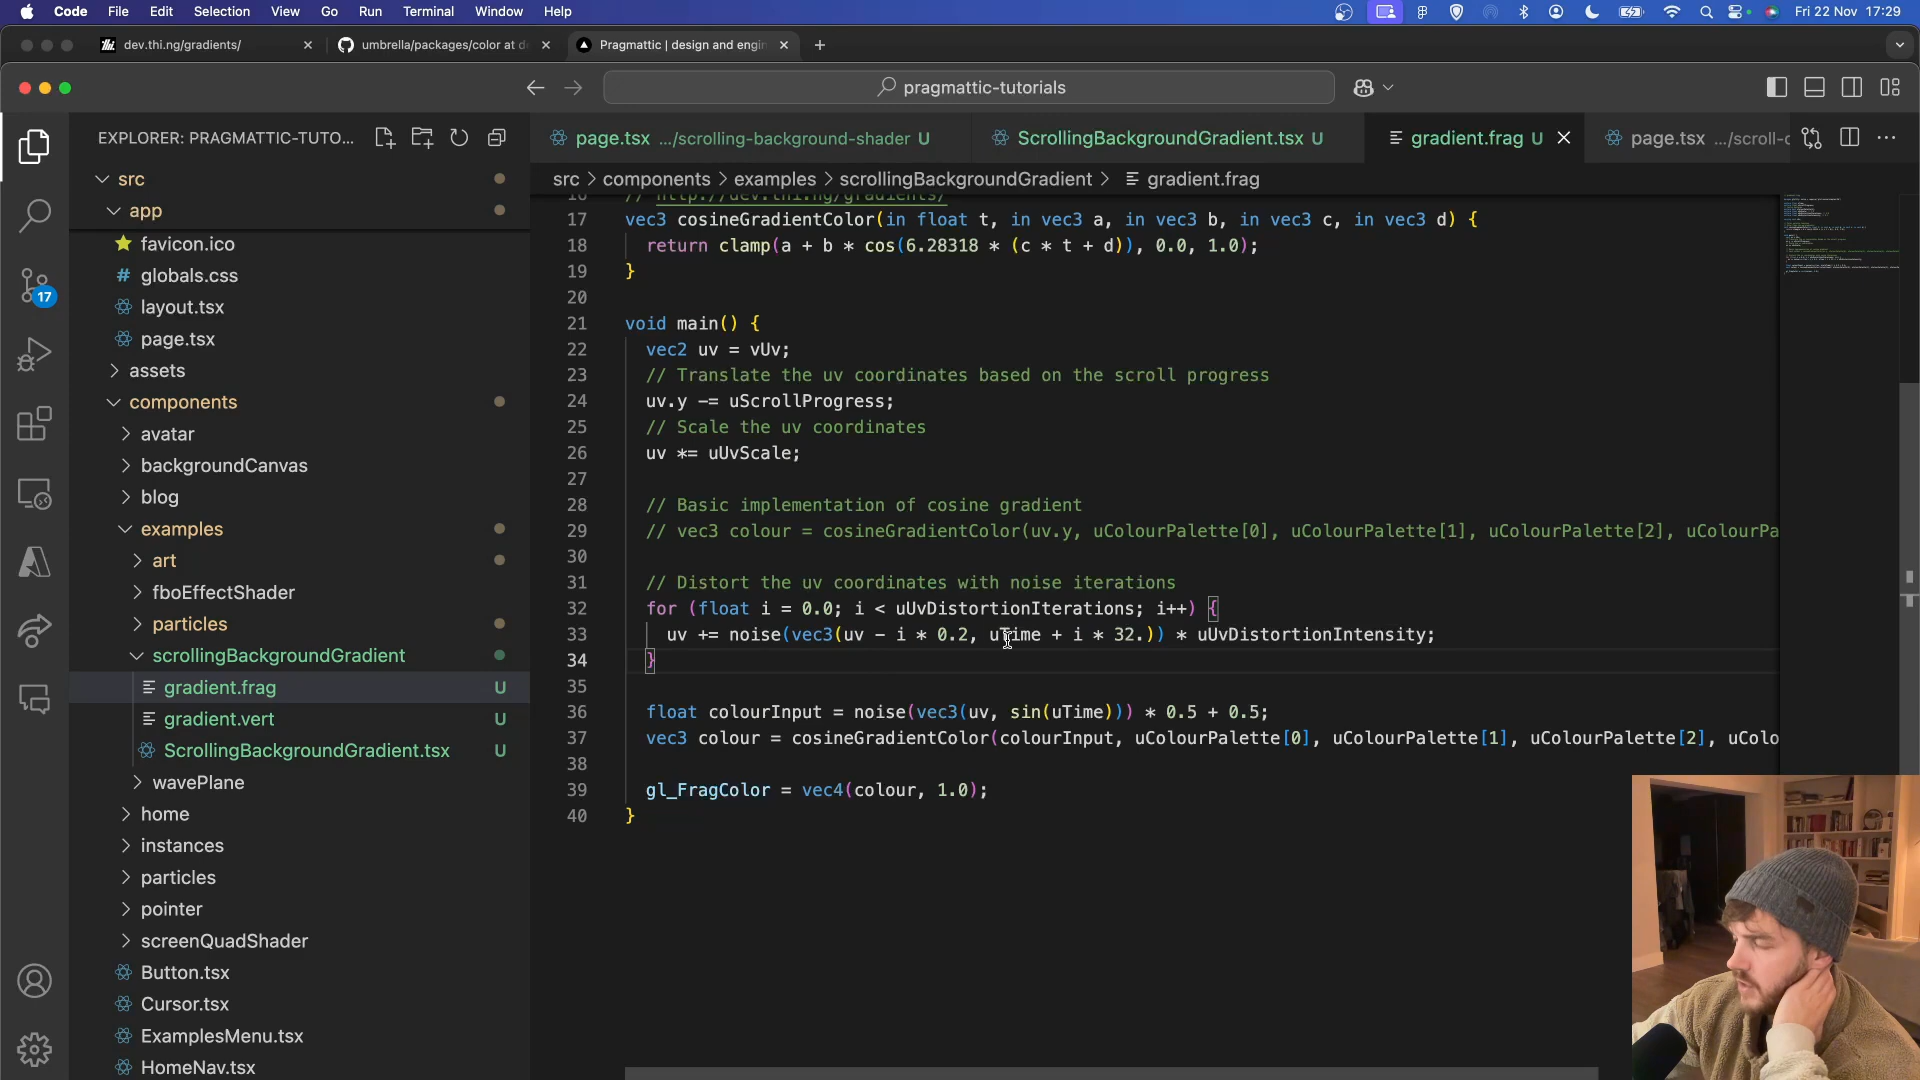 Code File Edit Selection View Go Run Terminal Window Help Fri 22 Nov 17:29
dev.thi.ng/gradients/ umbrella/packages/color at de Pragmattic | design and engin
pragmattic-tutorials
EXPLORER: PRAGMATTIC-TUTO...
page.tsx .../scrolling-background-shader U ScrollingBackgroundGradient.tsx U gradient.frag U page.tsx .../scroll-c
src > components > examples > scrollingBackgroundGradient > gradient.frag
src
app
favicon.ico
globals.css
layout.tsx
page.tsx
assets
components
avatar
backgroundCanvas
blog
examples
art
fboEffectShader
particles
scrollingBackgroundGradient
gradient.frag U
gradient.vert U
ScrollingBackgroundGradient.tsx U
wavePlane
home
instances
particles
pointer
screenQuadShader
Button.tsx
Cursor.tsx
ExamplesMenu.tsx
HomeNav.tsx
17
16 // http://dev.thi.ng/gradients/
17 vec3 cosineGradientColor(in float t, in vec3 a, in vec3 b, in vec3 c, in vec3 d) {
18 return clamp(a + b * cos(6.28318 * (c * t + d)), 0.0, 1.0);
19 }
20
21 void main() {
22 vec2 uv = vUv;
23 // Translate the uv coordinates based on the scroll progress
24 uv.y -= uScrollProgress;
25 // Scale the uv coordinates
26 uv *= uUvScale;
27
28 // Basic implementation of cosine gradient
29 // vec3 colour = cosineGradientColor(uv.y, uColourPalette[0], uColourPalette[1], uColourPalette[2], uColourPa
30
31 // Distort the uv coordinates with noise iterations
32 for (float i = 0.0; i < uUvDistortionIterations; i++) {
33 uv += noise(vec3(uv - i * 0.2, uTime + i * 32.)) * uUvDistortionIntensity;
34 }
35
36 float colourInput = noise(vec3(uv, sin(uTime))) * 0.5 + 0.5;
37 vec3 colour = cosineGradientColor(colourInput, uColourPalette[0], uColourPalette[1], uColourPalette[2], uColo
38
39 gl_FragColor = vec4(colour, 1.0);
40 }